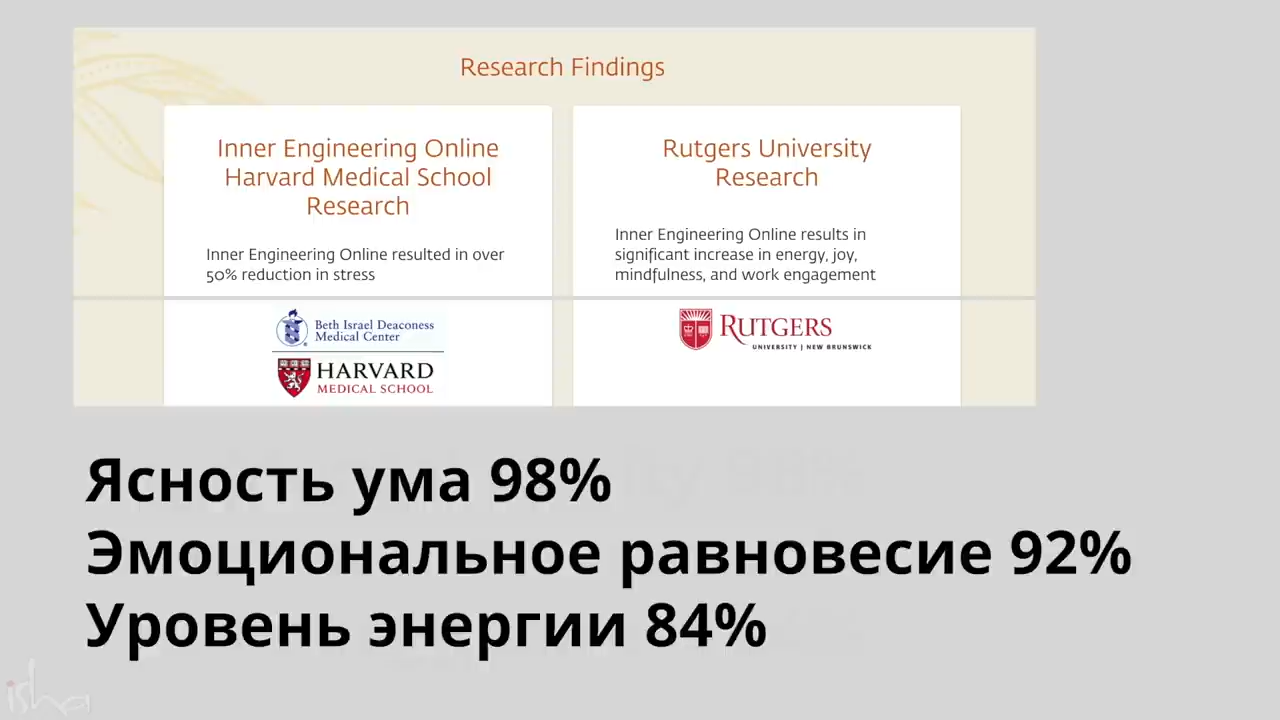 Research Findings
Inner Engineering Online
Harvard Medical School
Research
Inner Engineering Online resulted in over
50% reduction in stress
Beth Israel Deaconess
Medical Center
HARVARD
MEDICAL SCHOOL
Rutgers University
Research
Inner Engineering Online results in
significant increase in energy, joy,
mindfulness, and work engagement
RUTGERS
UNIVERSITY | NEW BRUNSWICK
Ясность ума 98%
Эмоциональное равновесие 92%
Уровень энергии 84%
isha